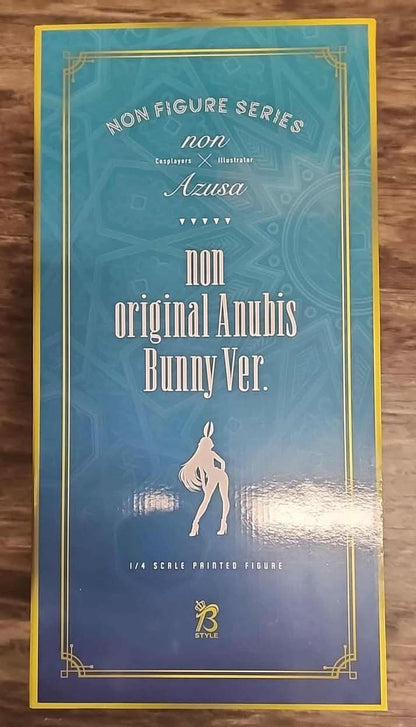 NON FIGURE SERIES
non
Cosplayers × Illustrator
Azusa
non
original Anubis
Bunny Ver.
1/4 SCALE PAINTED FIGURE
B
STYLE